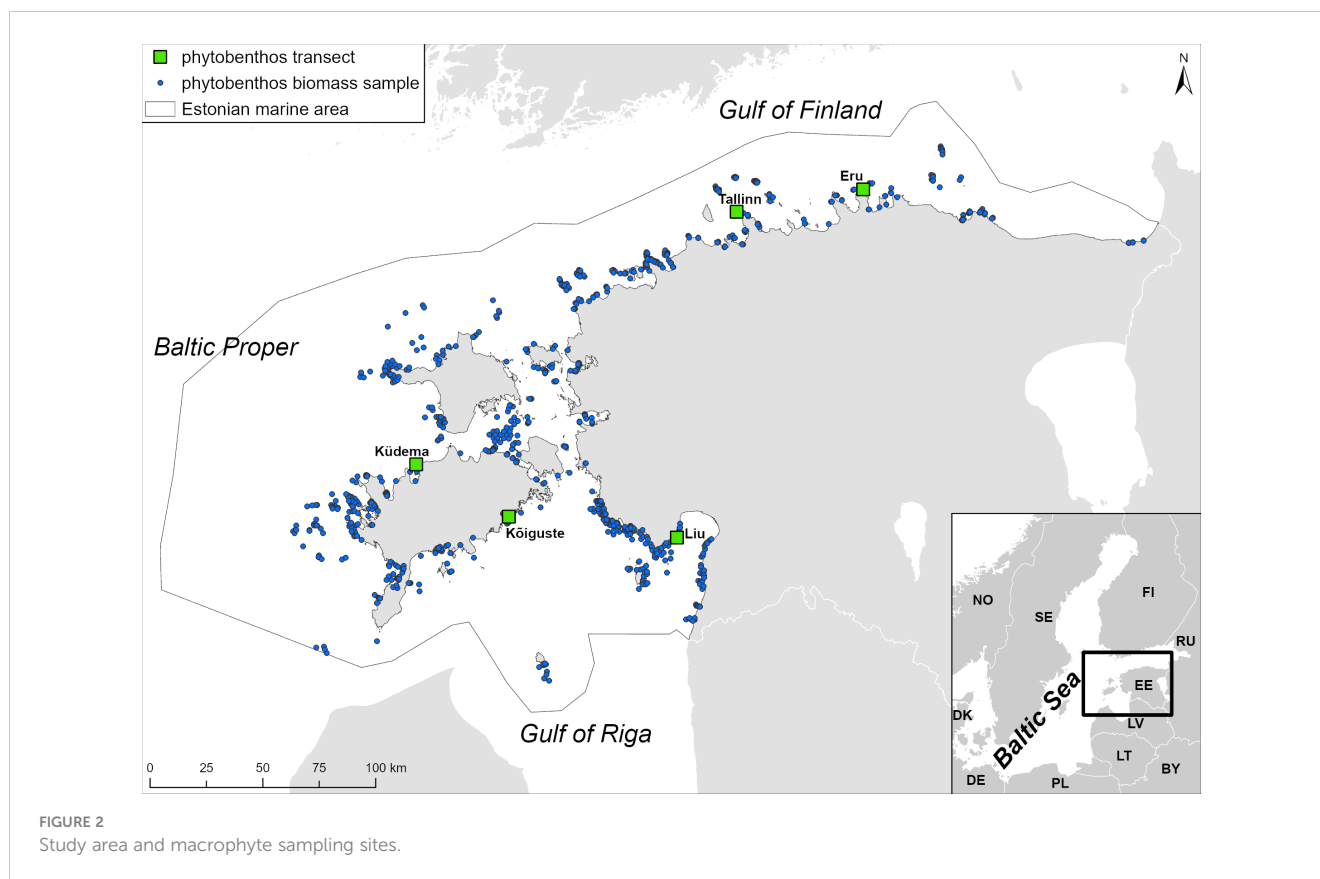 phytobenthos transect
phytobenthos biomass sample
Estonian marine area
N
Gulf of Finland
Eru
Tallinn
Baltic Proper
Küdema
Kõiguste
Liu
Gulf of Riga
0 25 50 75 100 km
NO
SE
FI
RU
EE
Baltic Sea
DK
LV
LT
BY
DE
PL
FIGURE 2
Study area and macrophyte sampling sites.